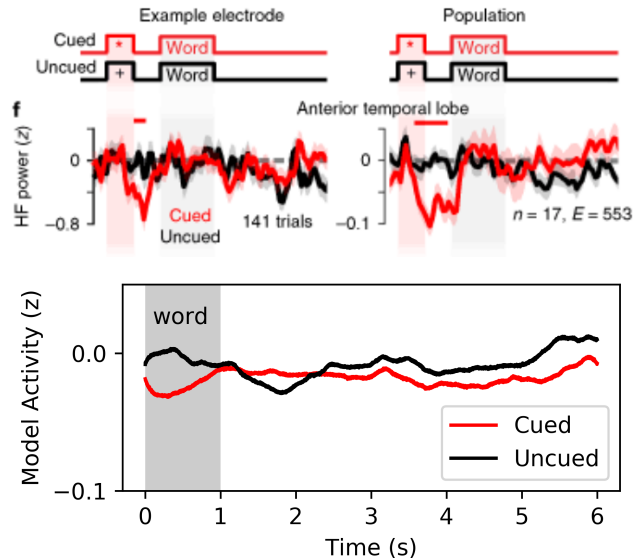 Example electrode
Population
Cued * Word * Word
Uncued + Word + Word
f
Anterior temporal lobe
HF power (z)
0
−0.8
Cued
Uncued
141 trials
0
−0.1
n = 17, E = 553
Model Activity (z)
0.0
−0.1
word
Cued
Uncued
0 1 2 3 4 5 6
Time (s)